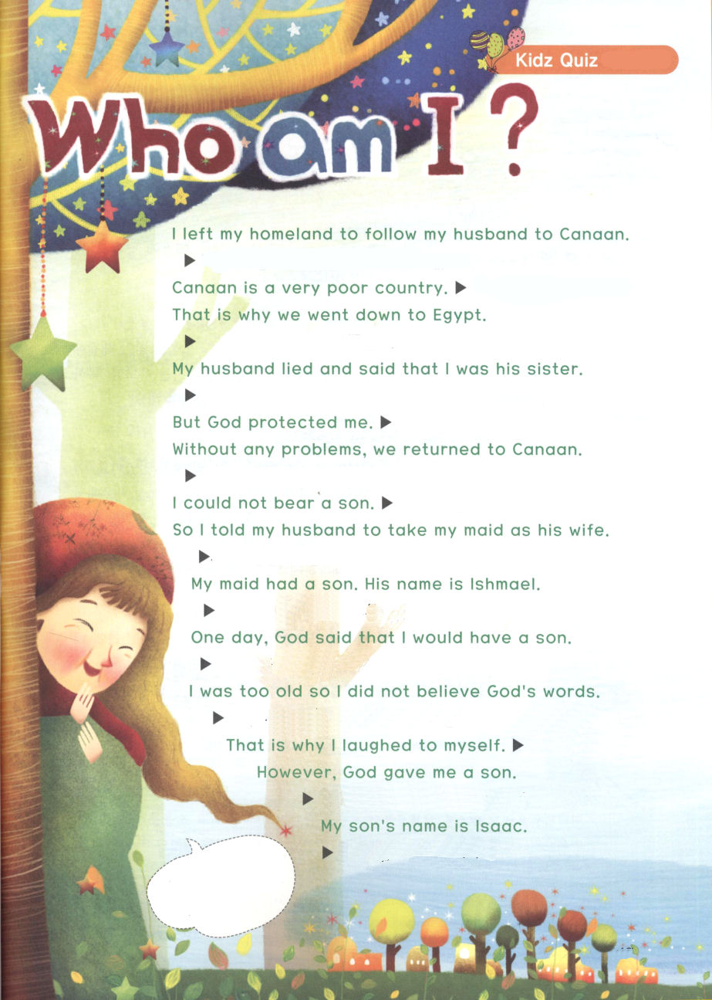 Kidz Quiz
Who am I ?
I left my homeland to follow my husband to Canaan.
▶
Canaan is a very poor country. ▶
That is why we went down to Egypt.
▶
My husband lied and said that I was his sister.
▶
But God protected me. ▶
Without any problems, we returned to Canaan.
▶
I could not bear a son. ▶
So I told my husband to take my maid as his wife.
▶
My maid had a son. His name is Ishmael.
▶
One day, God said that I would have a son.
▶
I was too old so I did not believe God's words.
▶
That is why I laughed to myself. ▶
However, God gave me a son.
▶
My son's name is Isaac.
▶